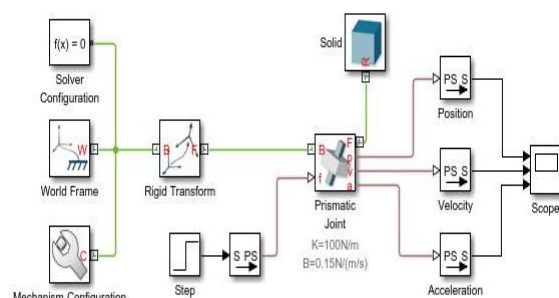 f(x) = 0
Solver
Configuration
Solid
R
PS S
Position
W
World Frame
B F
Rigid Transform
B F
p
f v
a
Prismatic
Joint
K=100N/m
B=0.15N/(m/s)
PS S
Velocity
Scope
C
Mechanism Configuration
Step
S PS
PS S
Acceleration